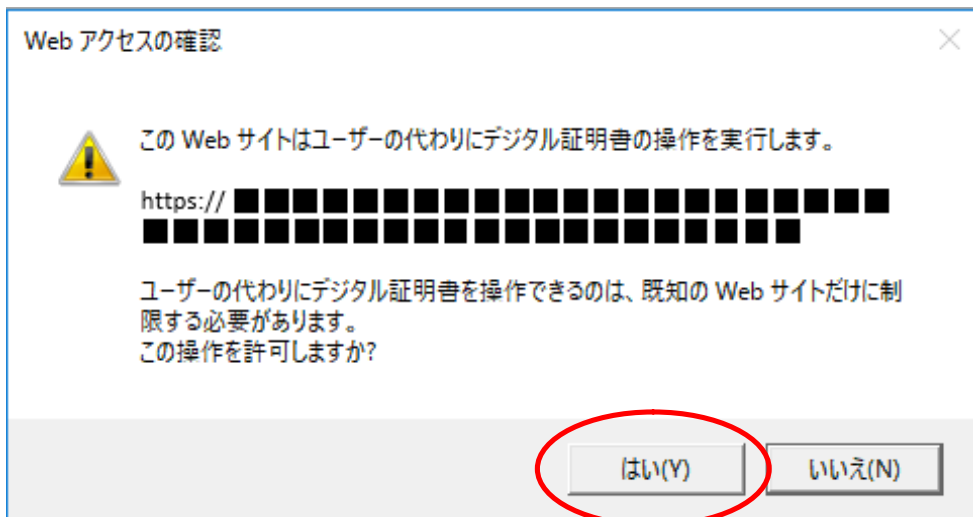 Web アクセスの確認
この Web サイトはユーザーの代わりにデジタル証明書の操作を実行します。
https:// ■■■■■■■■■■■■■■■■■■■■■■
■■■■■■■■■■■■■■■■■■■■■■
ユーザーの代わりにデジタル証明書を操作できるのは、既知の Web サイトだけに制
限する必要があります。
この操作を許可しますか?
はい(Y)
いいえ(N)